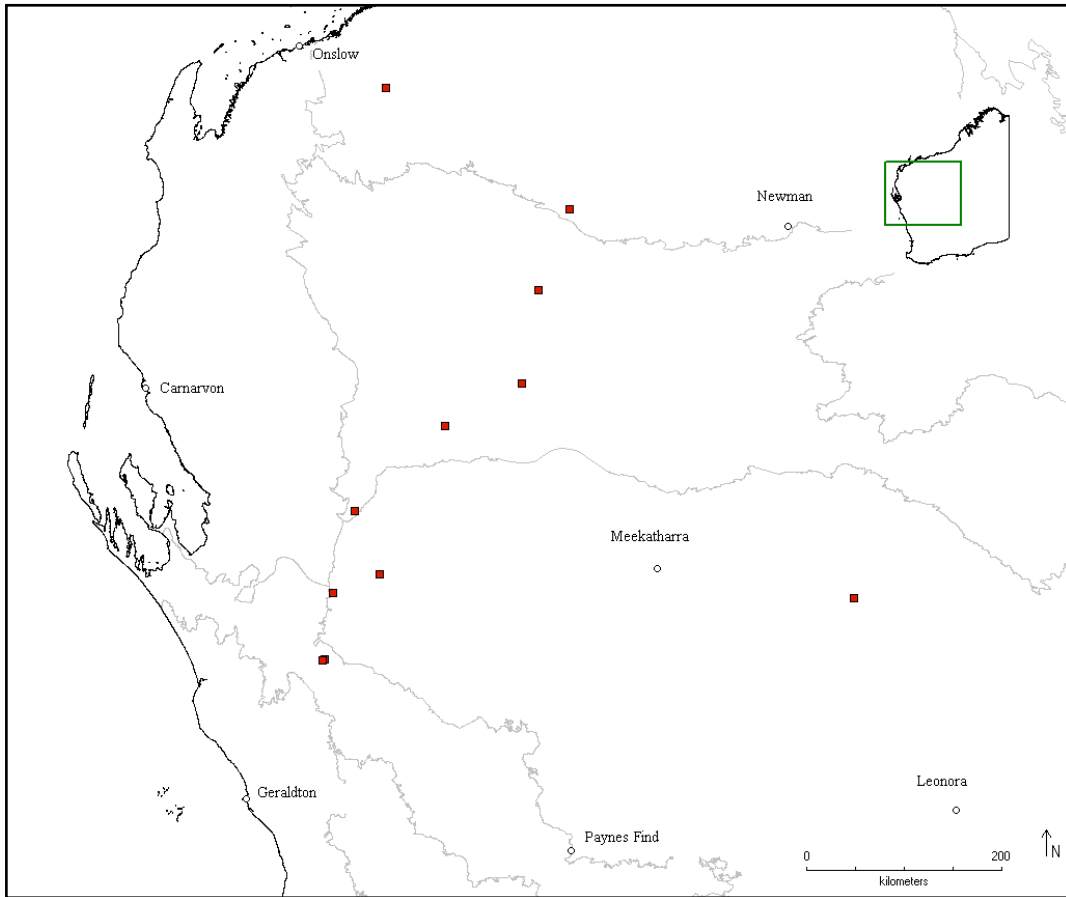 Onslow
Newman
Carnarvon
Meekatharra
Leonora
Geraldton
Paynes Find
0 200
N
kilometers